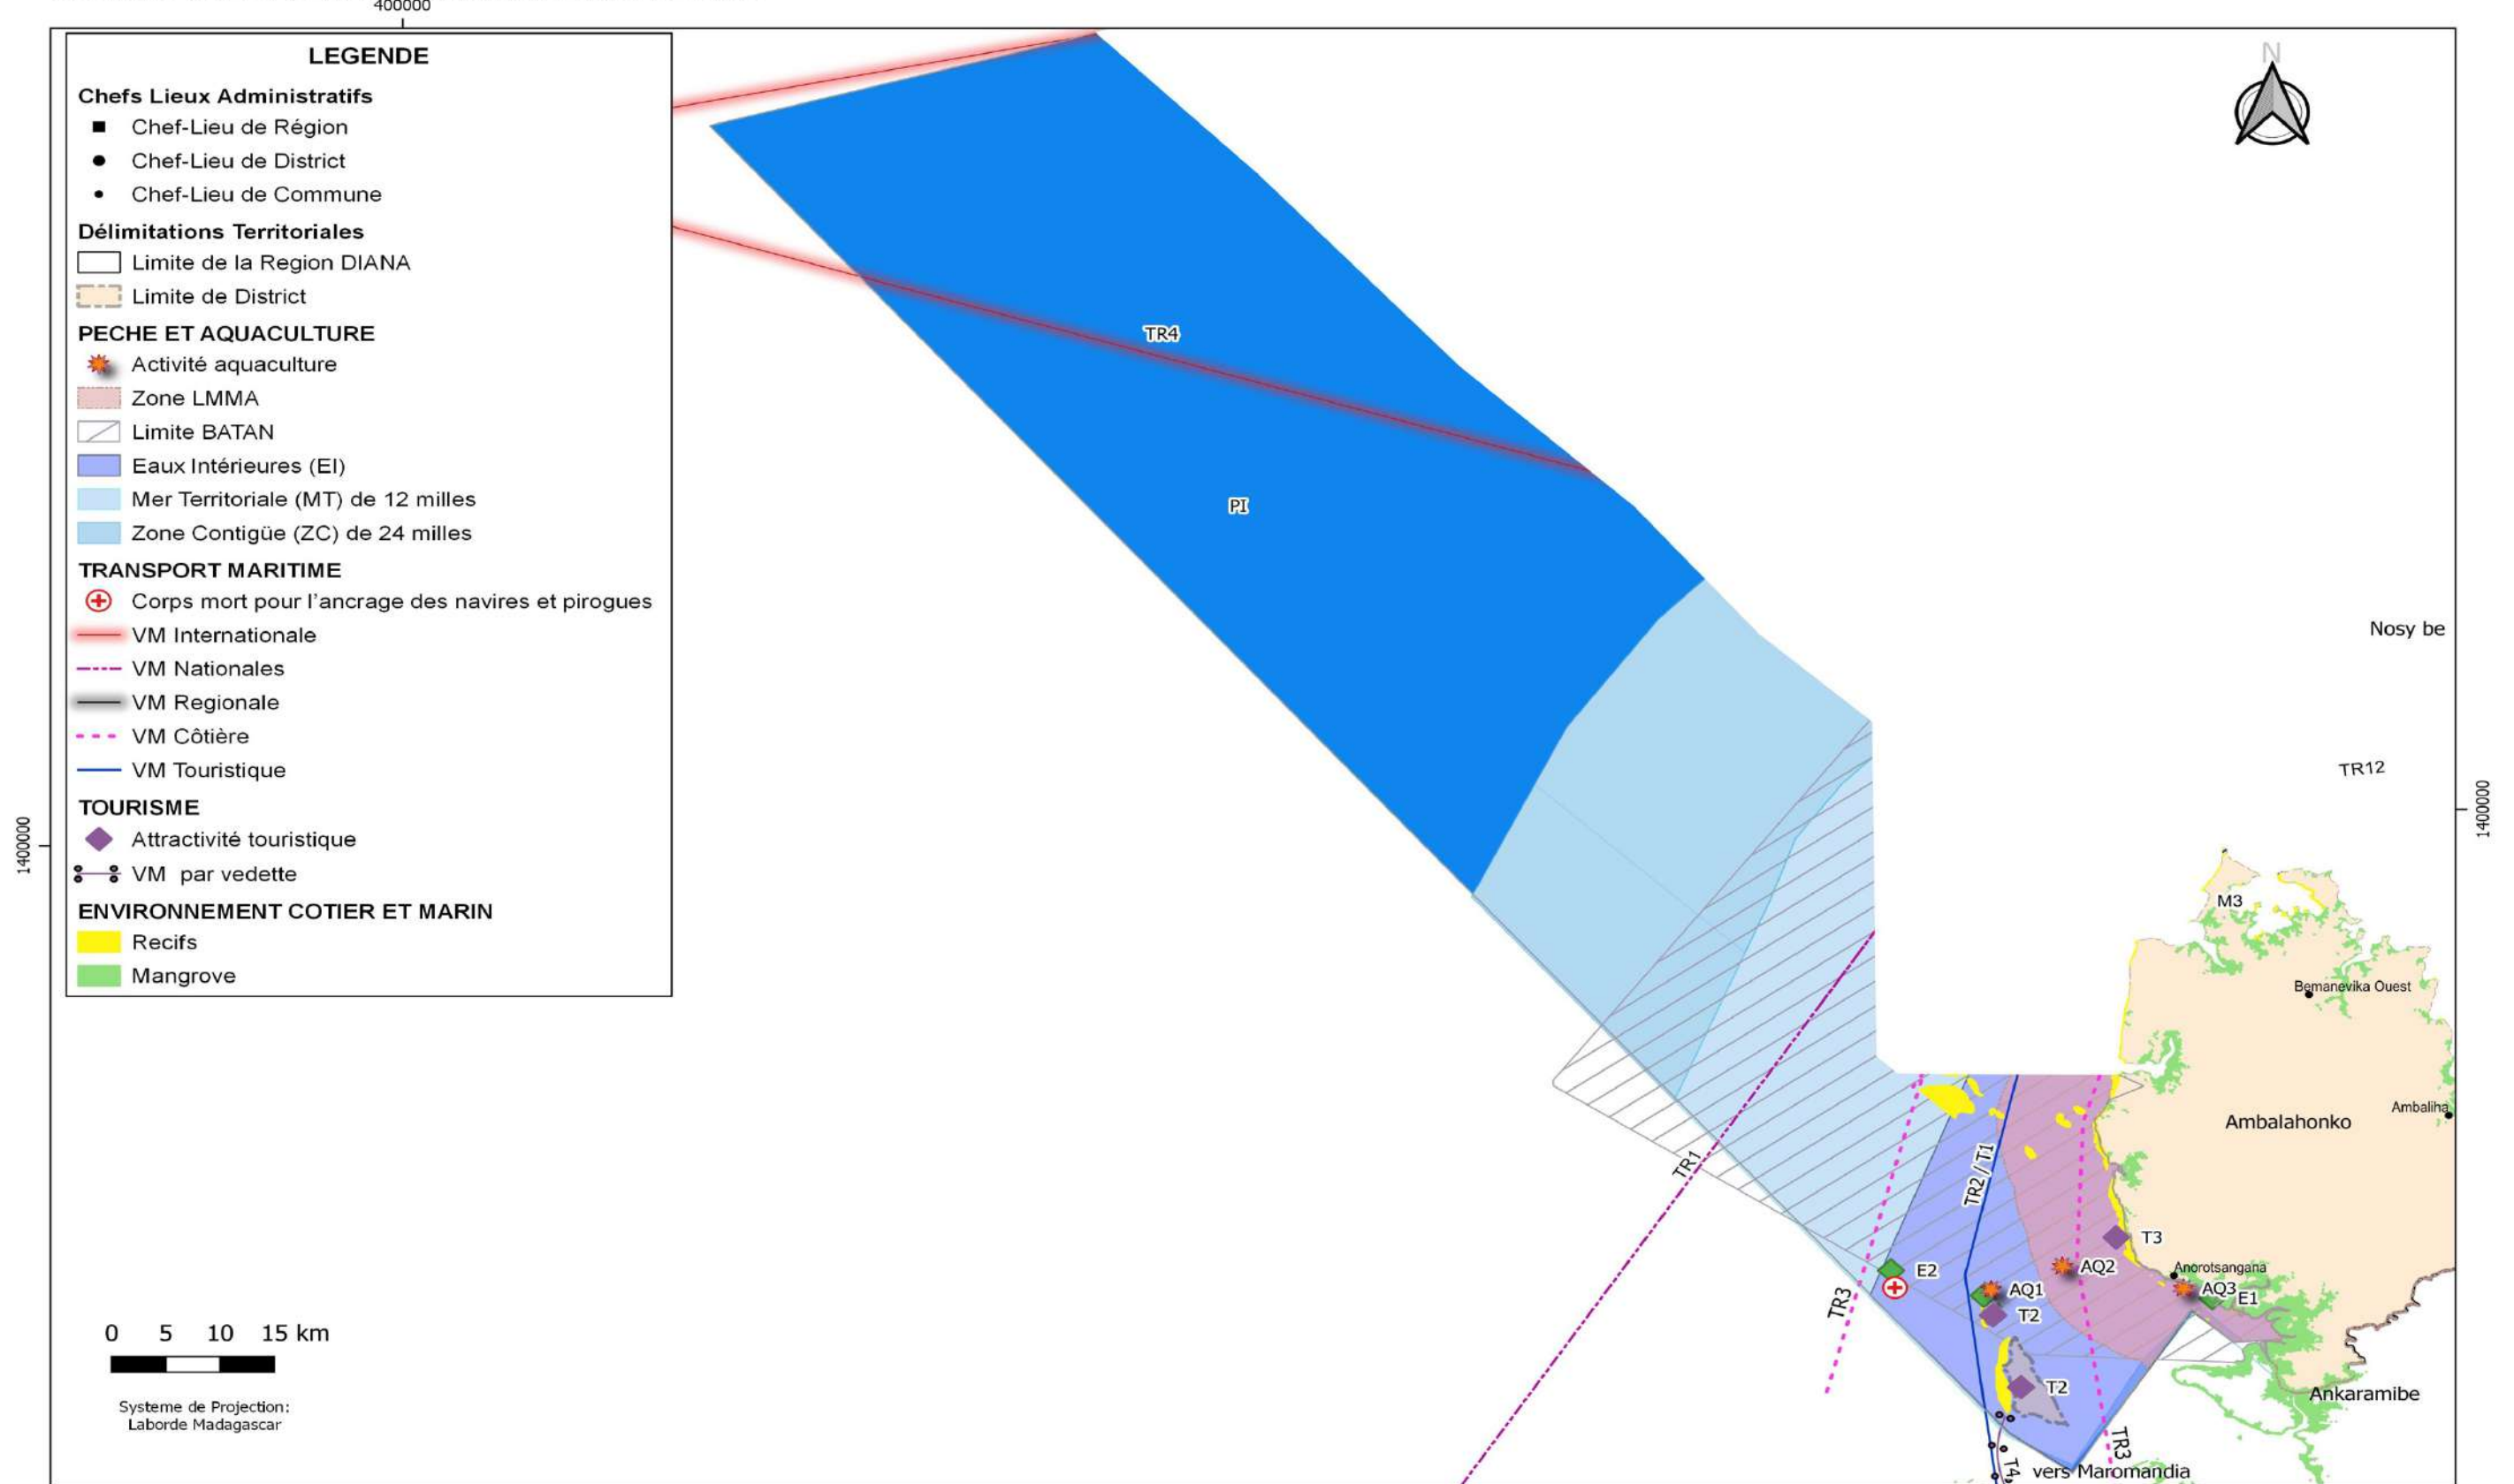 400000
LEGENDE
Chefs Lieux Administratifs
Chef-Lieu de Région
Chef-Lieu de District
Chef-Lieu de Commune
Délimitations Territoriales
Limite de la Region DIANA
Limite de District
PECHE ET AQUACULTURE
Activité aquaculture
Zone LMMA
Limite BATAN
Eaux Intérieures (EI)
Mer Territoriale (MT) de 12 milles
Zone Contigüe (ZC) de 24 milles
TRANSPORT MARITIME
Corps mort pour l'ancrage des navires et pirogues
VM Internationale
VM Nationales
VM Regionale
VM Côtière
VM Touristique
TOURISME
Attractivité touristique
VM par vedette
ENVIRONNEMENT COTIER ET MARIN
Recifs
Mangrove
1400000
0 5 10 15 km
Systeme de Projection:
Laborde Madagascar
N
TR4
PI
Nosy be
TR12
1400000
M3
Bemanevika Ouest
Ambaliha
Ambalahonko
TR1
TR2 / T1
T3
E2
AQ2
Anorotsangana
AQ1
AQ3
E1
T2
TR3
T2
Ankaramibe
TR3
T4
vers Maromandia